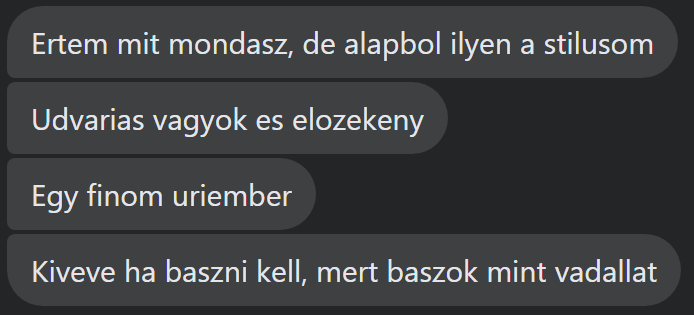 Ertem mit mondasz, de alapbol ilyen a stilusom
Udvarias vagyok es elozekeny
Egy finom uriember
Kiveve ha baszni kell, mert baszok mint vadallat